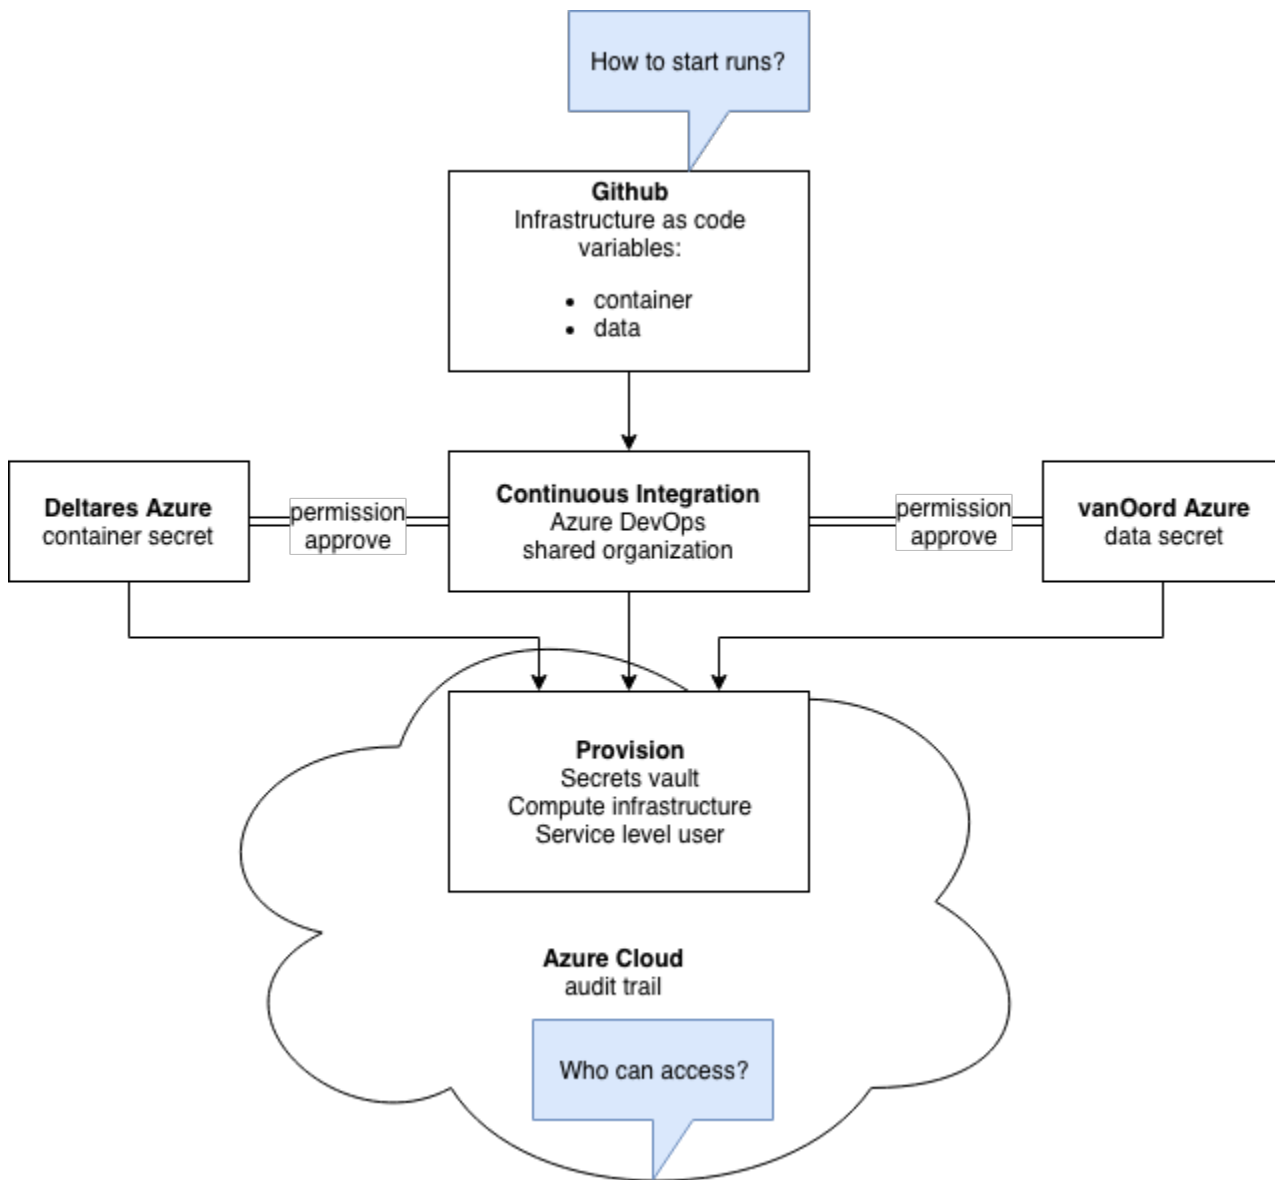 How to start runs?
Github
Infrastructure as code
variables:
• container
• data
Deltares Azure
container secret
permission
approve
Continuous Integration
Azure DevOps
shared organization
permission
approve
vanOord Azure
data secret
Provision
Secrets vault
Compute infrastructure
Service level user
Azure Cloud
audit trail
Who can access?